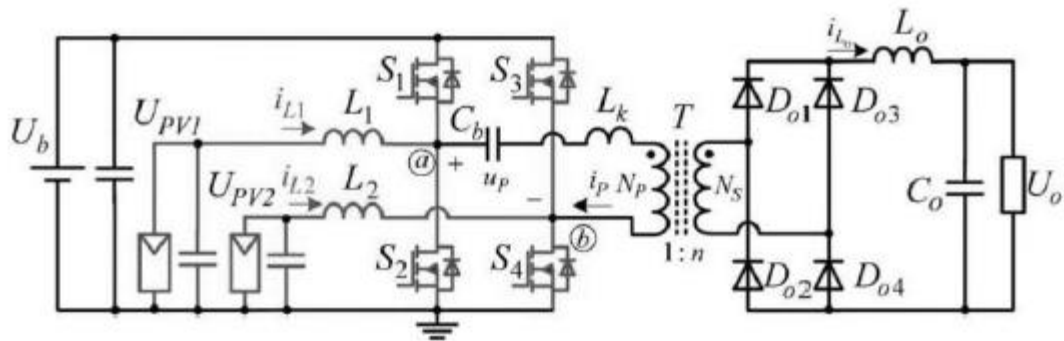 U_b
U_PV1
U_PV2
i_L1
L_1
i_L2
L_2
S_1
S_3
S_2
S_4
ⓐ
ⓑ
+
−
C_b
u_P
L_k
T
i_P
N_P
N_S
1:n
i_Lo
L_o
D_o1
D_o3
D_o2
D_o4
C_o
U_o